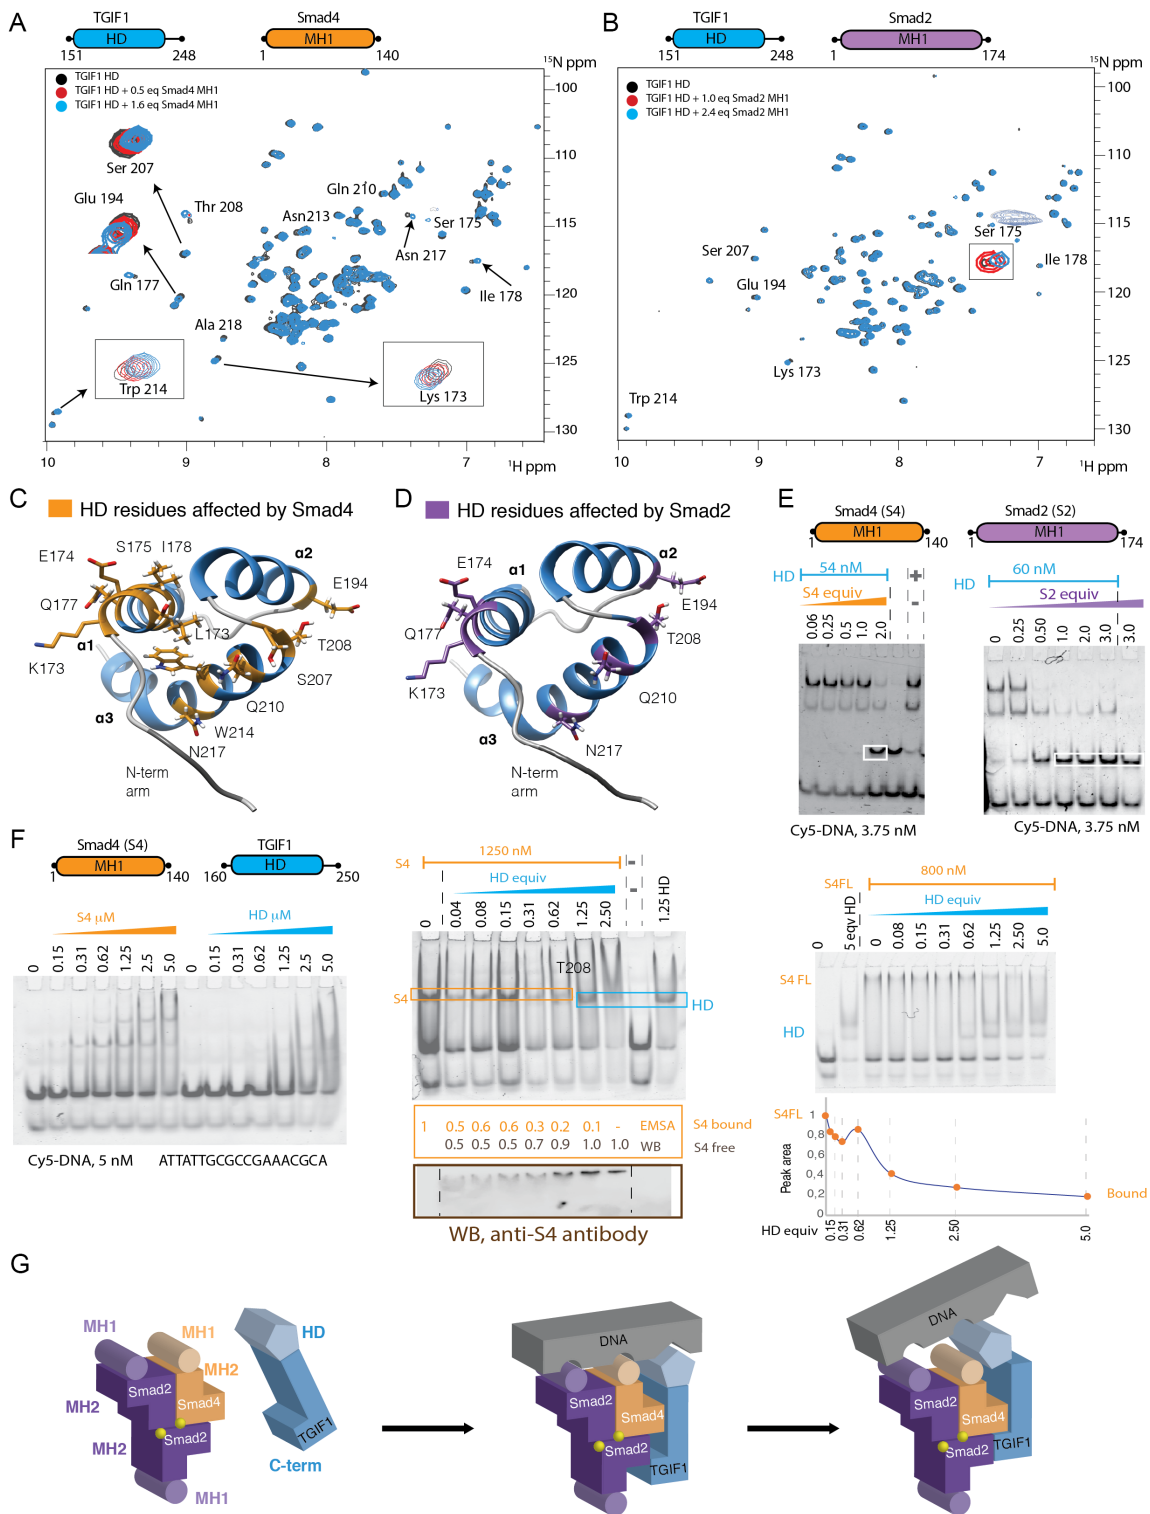 A
TGIF1
HD
151
248
Smad4
MH1
1
140
15N ppm
TGIF1 HD
TGIF1 HD + 0.5 eq Smad4 MH1
TGIF1 HD + 1.6 eq Smad4 MH1
100
110
115
120
125
130
Ser 207
Glu 194
Thr 208
Gln 210
Asn213
Ser 175
Asn 217
Gln 177
Ile 178
Ala 218
Trp 214
Lys 173
10
9
8
7
1H ppm
B
TGIF1
HD
151
248
Smad2
MH1
1
174
15N ppm
TGIF1 HD
TGIF1 HD + 1.0 eq Smad2 MH1
TGIF1 HD + 2.4 eq Smad2 MH1
100
110
115
120
125
130
Ser 175
Ser 207
Ile 178
Glu 194
Lys 173
Trp 214
10
9
8
7
1H ppm
C
HD residues affected by Smad4
E174
S175
I178
α2
Q177
E194
L173
α1
T208
K173
S207
Q210
α3
W214
N217
N-term
arm
D
HD residues affected by Smad2
E174
α1
α2
E194
Q177
T208
K173
Q210
α3
N217
N-term
arm
E
Smad4 (S4)
MH1
1
140
HD
54 nM
+
S4 equiv
-
0.06
0.25
0.5
1.0
2.0
Cy5-DNA, 3.75 nM
Smad2 (S2)
MH1
1
174
HD
60 nM
S2 equiv
0
0.25
0.50
1.0
2.0
3.0
3.0
Cy5-DNA, 3.75 nM
F
Smad4 (S4)
MH1
1
140
TGIF1
HD
160
250
S4 μM
HD μM
0
0.15
0.31
0.62
1.25
2.5
5.0
0
0.15
0.31
0.62
1.25
2.5
5.0
Cy5-DNA, 5 nM
ATTATTGCGCCGAAACGCA
S4
1250 nM
-
HD equiv
-
0
0.04
0.08
0.15
0.31
0.62
1.25
2.50
1.25 HD
T208
S4
HD
1 0.5 0.6 0.6 0.3 0.2 0.1 - EMSA
S4 bound
0.5 0.5 0.5 0.7 0.9 1.0 1.0 WB
S4 free
WB, anti-S4 antibody
S4FL
800 nM
HD equiv
0
5 eqv HD
0
0.08
0.15
0.31
0.62
1.25
2.50
5.0
S4 FL
HD
S4FL
1
0,8
0,6
0,4
0,2
0
Peak area
Bound
HD equiv
0.15
0.31
0.62
1.25
2.50
5.0
G
MH1
MH1
HD
MH2
Smad2
Smad4
MH2
Smad2
MH2
TGIF1
C-term
MH1
DNA
Smad2
Smad4
Smad2
TGIF1
DNA
Smad2
Smad4
Smad2
TGIF1